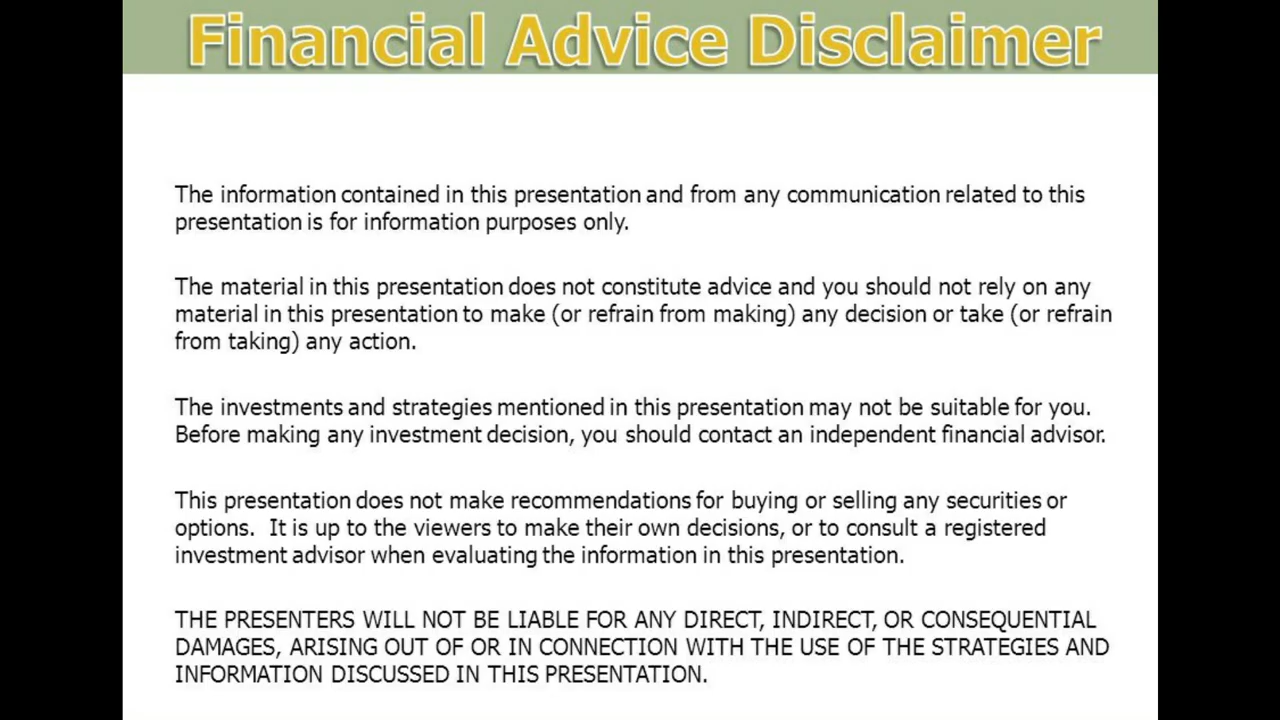 Financial Advice Disclaimer
The information contained in this presentation and from any communication related to this
presentation is for information purposes only.
The material in this presentation does not constitute advice and you should not rely on any
material in this presentation to make (or refrain from making) any decision or take (or refrain
from taking) any action.
The investments and strategies mentioned in this presentation may not be suitable for you.
Before making any investment decision, you should contact an independent financial advisor.
This presentation does not make recommendations for buying or selling any securities or
options.  It is up to the viewers to make their own decisions, or to consult a registered
investment advisor when evaluating the information in this presentation.
THE PRESENTERS WILL NOT BE LIABLE FOR ANY DIRECT, INDIRECT, OR CONSEQUENTIAL
DAMAGES, ARISING OUT OF OR IN CONNECTION WITH THE USE OF THE STRATEGIES AND
INFORMATION DISCUSSED IN THIS PRESENTATION.